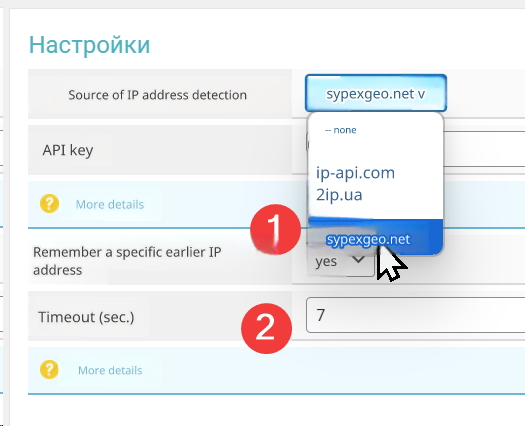 Настройки
Source of IP address detection
sypexgeo.net v
-- none
API key
ip-api.com
2ip.ua
? More details
1
sypexgeo.net
Remember a specific earlier IP
address
yes
Timeout (sec.)
2
7
? More details